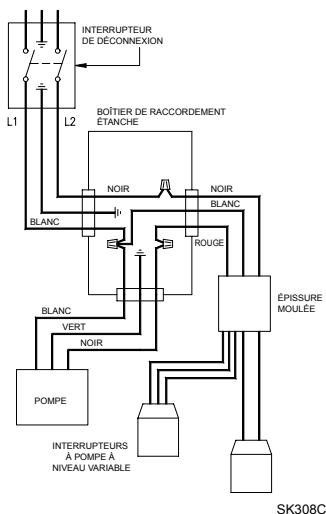 INTERRUPTEUR
DE DÉCONNEXION
L1
L2
BOÎTIER DE RACCORDEMENT
ÉTANCHE
NOIR
NOIR
BLANC
BLANC
ROUGE
ÉPISSURE
MOULÉE
BLANC
VERT
NOIR
POMPE
INTERRUPTEURS
À POMPE À
NIVEAU VARIABLE
SK308C